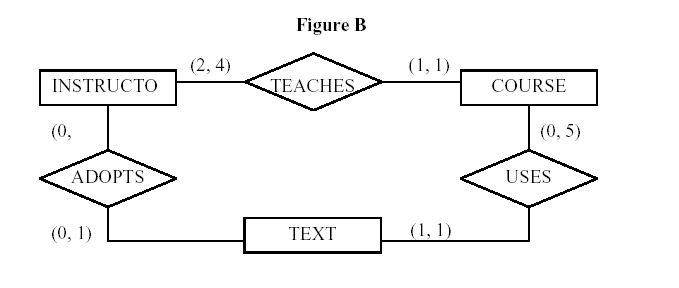 Figure B
(2, 4)
(1, 1)
INSTRUCTO
TEACHES
COURSE
(0,
(0, 5)
ADOPTS
USES
(0, 1)
TEXT
(1, 1)